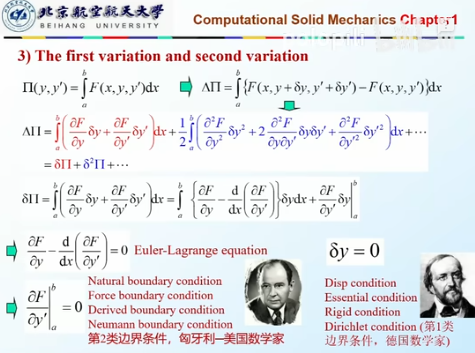 北京航空航天大学
BEIHANG UNIVERSITY
Computational Solid Mechanics Chapter1
3) The first variation and second variation
Π(y, y′) = ∫ₐᵇ F(x, y, y′)dx ⇒ ΔΠ = ∫ₐᵇ {F(x, y + δy, y′ + δy′) − F(x, y, y′)}dx
ΛΠ = ∫ₐᵇ (∂F/∂y δy + ∂F/∂y′ δy′)dx + 1/2 ∫ₐᵇ (∂²F/∂y² δy² + 2 ∂²F/∂y∂y′ δyδy′ + ∂²F/∂y′² δy′²)dx + ⋯
= δΠ + δ²Π + ⋯
δΠ = ∫ₐᵇ (∂F/∂y δy + ∂F/∂y′ δy′)dx = ∫ₐᵇ {∂F/∂y − d/dx(∂F/∂y′)}δydx + ∂F/∂y′ δy|ₐᵇ
∂F/∂y − d/dx(∂F/∂y′) = 0 Euler-Lagrange equation
δy = 0
∂F/∂y′|ₐᵇ = 0
Natural boundary condition
Force boundary condition
Derived boundary condition
Neumann boundary condition
第2类边界条件，匈牙利—美国数学家
Disp condition
Essential condition
Rigid condition
Dirichlet condition (第1类
边界条件，德国数学家)